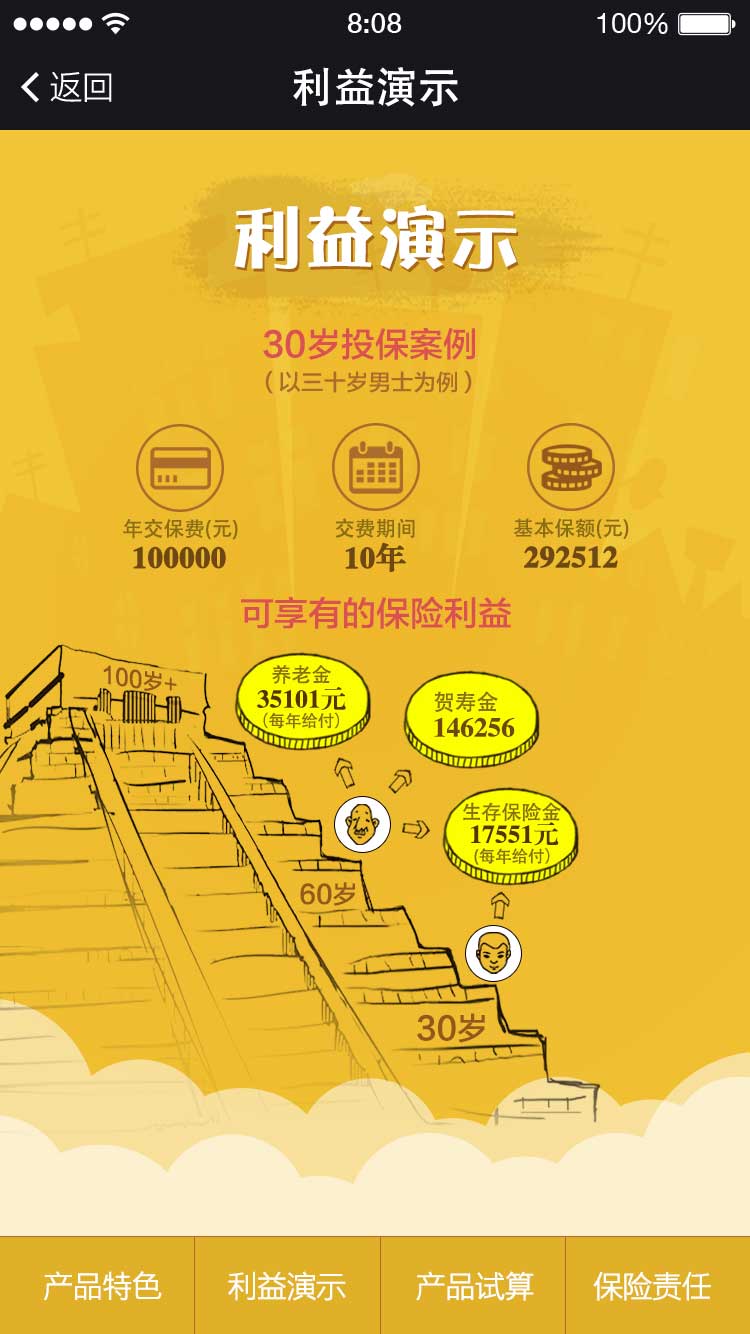 8:08
100%
返回
利益演示
利益演示
30岁投保案例
(以三十岁男士为例)
年交保费(元)
100000
交费期间
10年
基本保额(元)
292512
可享有的保险利益
100岁+
养老金
35101元
(每年给付)
贺寿金
146256
生存保险金
17551元
(每年给付)
60岁
30岁
产品特色
利益演示
产品试算
保险责任